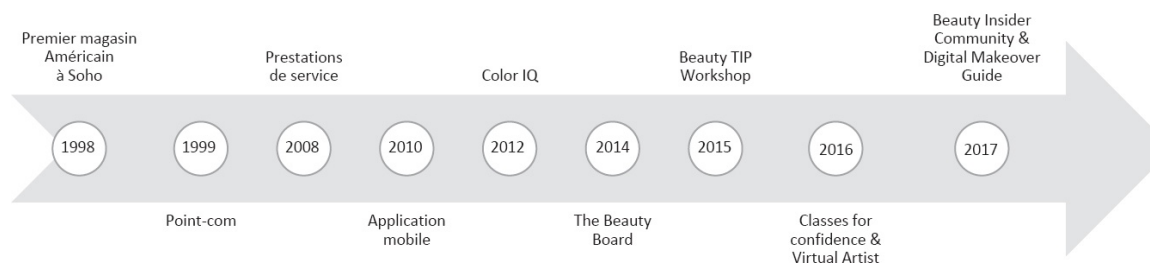 Premier magasin
Américain
à Soho
Prestations
de service
Color IQ
Beauty TIP
Workshop
Beauty Insider
Community &
Digital Makeover
Guide
1998
1999
2008
2010
2012
2014
2015
2016
2017
Point-com
Application
mobile
The Beauty
Board
Classes for
confidence &
Virtual Artist